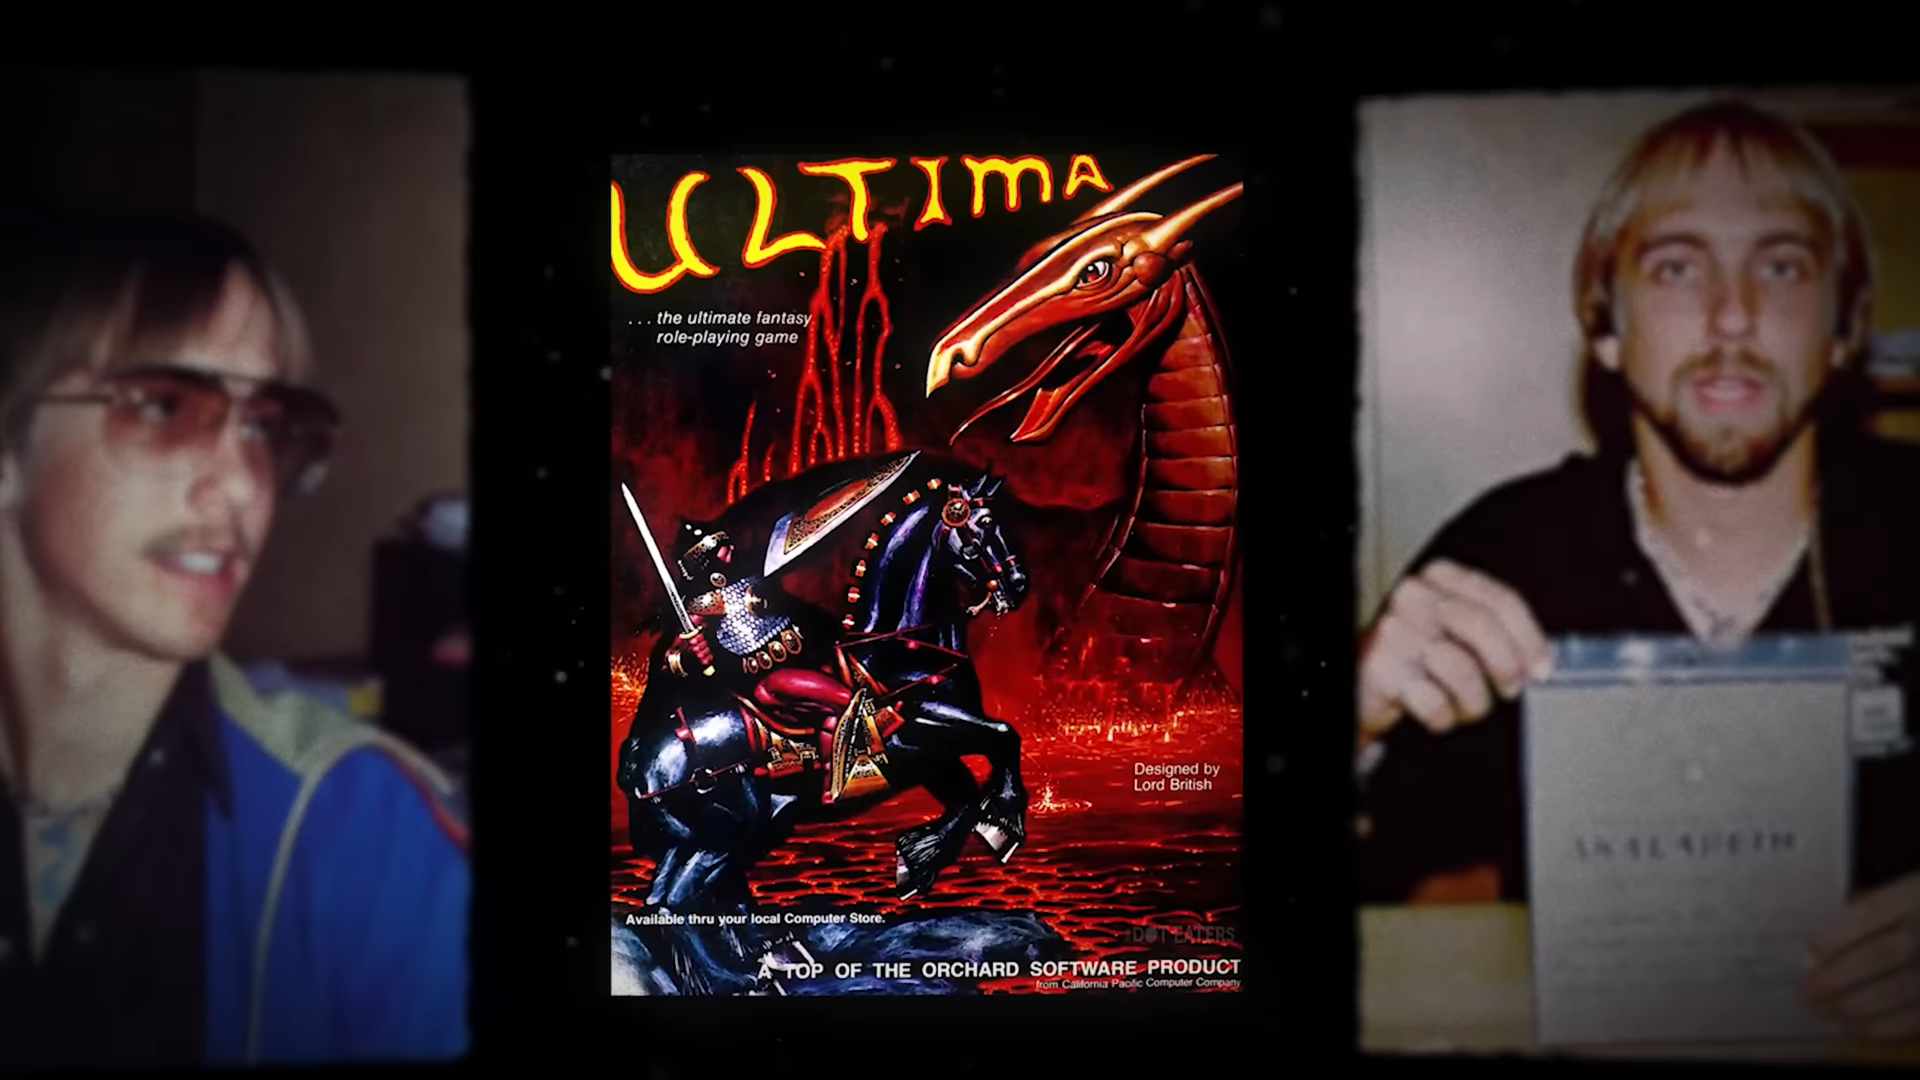 ULTIMA
... the ultimate fantasy
role-playing game
Designed by
Lord British
Available thru your local Computer Store.
DOT EATERS
A TOP OF THE ORCHARD SOFTWARE PRODUCT
from California Pacific Computer Company
AKALABETH